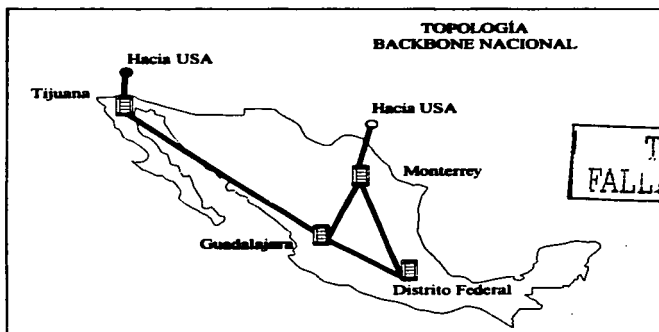 TOPOLOGÍA
BACKBONE NACIONAL
Hacia USA
Tijuana
Hacia USA
Monterrey
Guadalajara
Distrito Federal